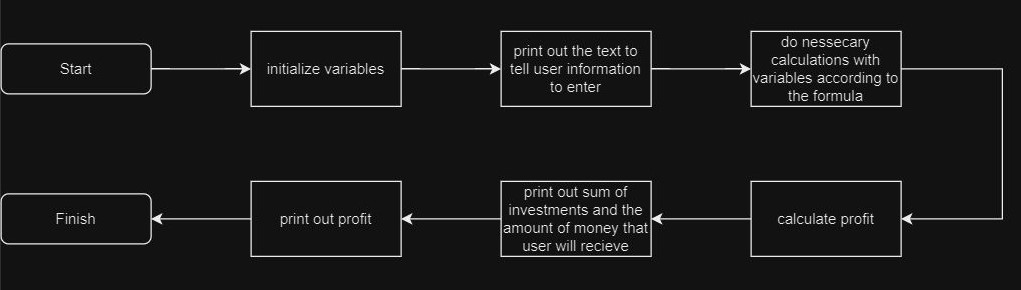 Start
initialize variables
print out the text to
tell user information
to enter
do nessecary
calculations with
variables according to
the formula
Finish
print out profit
print out sum of
investments and the
amount of money that
user will recieve
calculate profit